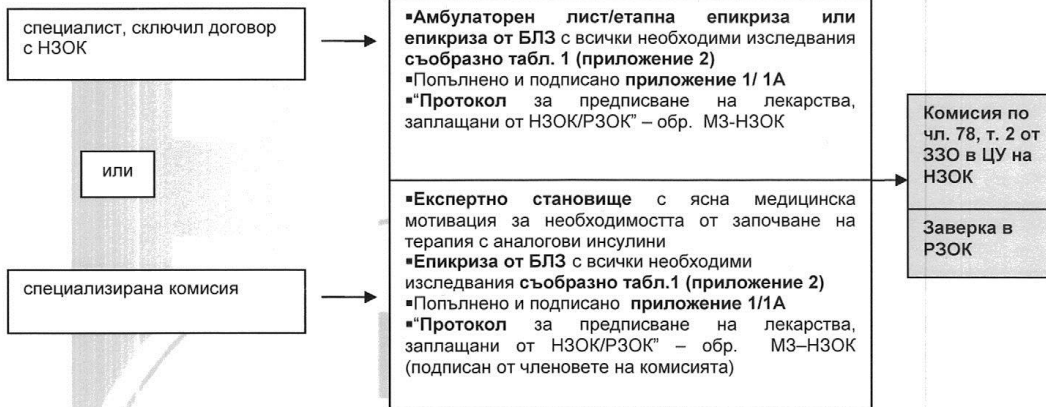 специалист, сключил договор
с НЗОК
▪Амбулаторен лист/етапна епикриза или
епикриза от БЛЗ с всички необходими изследвания
съобразно табл. 1 (приложение 2)
▪Попълнено и подписано приложение 1/ 1А
▪“Протокол за предписване на лекарства,
заплащани от НЗОК/РЗОК” – обр. МЗ-НЗОК
или
▪Експертно становище с ясна медицинска
мотивация за необходимостта от започване на
терапия с аналогови инсулини
▪Епикриза от БЛЗ с всички необходими
изследвания съобразно табл.1 (приложение 2)
▪Попълнено и подписано приложение 1/1А
▪“Протокол за предписване на лекарства,
заплащани от НЗОК/РЗОК” – обр. МЗ–НЗОК
(подписан от членовете на комисията)
специализирана комисия
Комисия по
чл. 78, т. 2 от
ЗЗО в ЦУ на
НЗОК
Заверка в
РЗОК